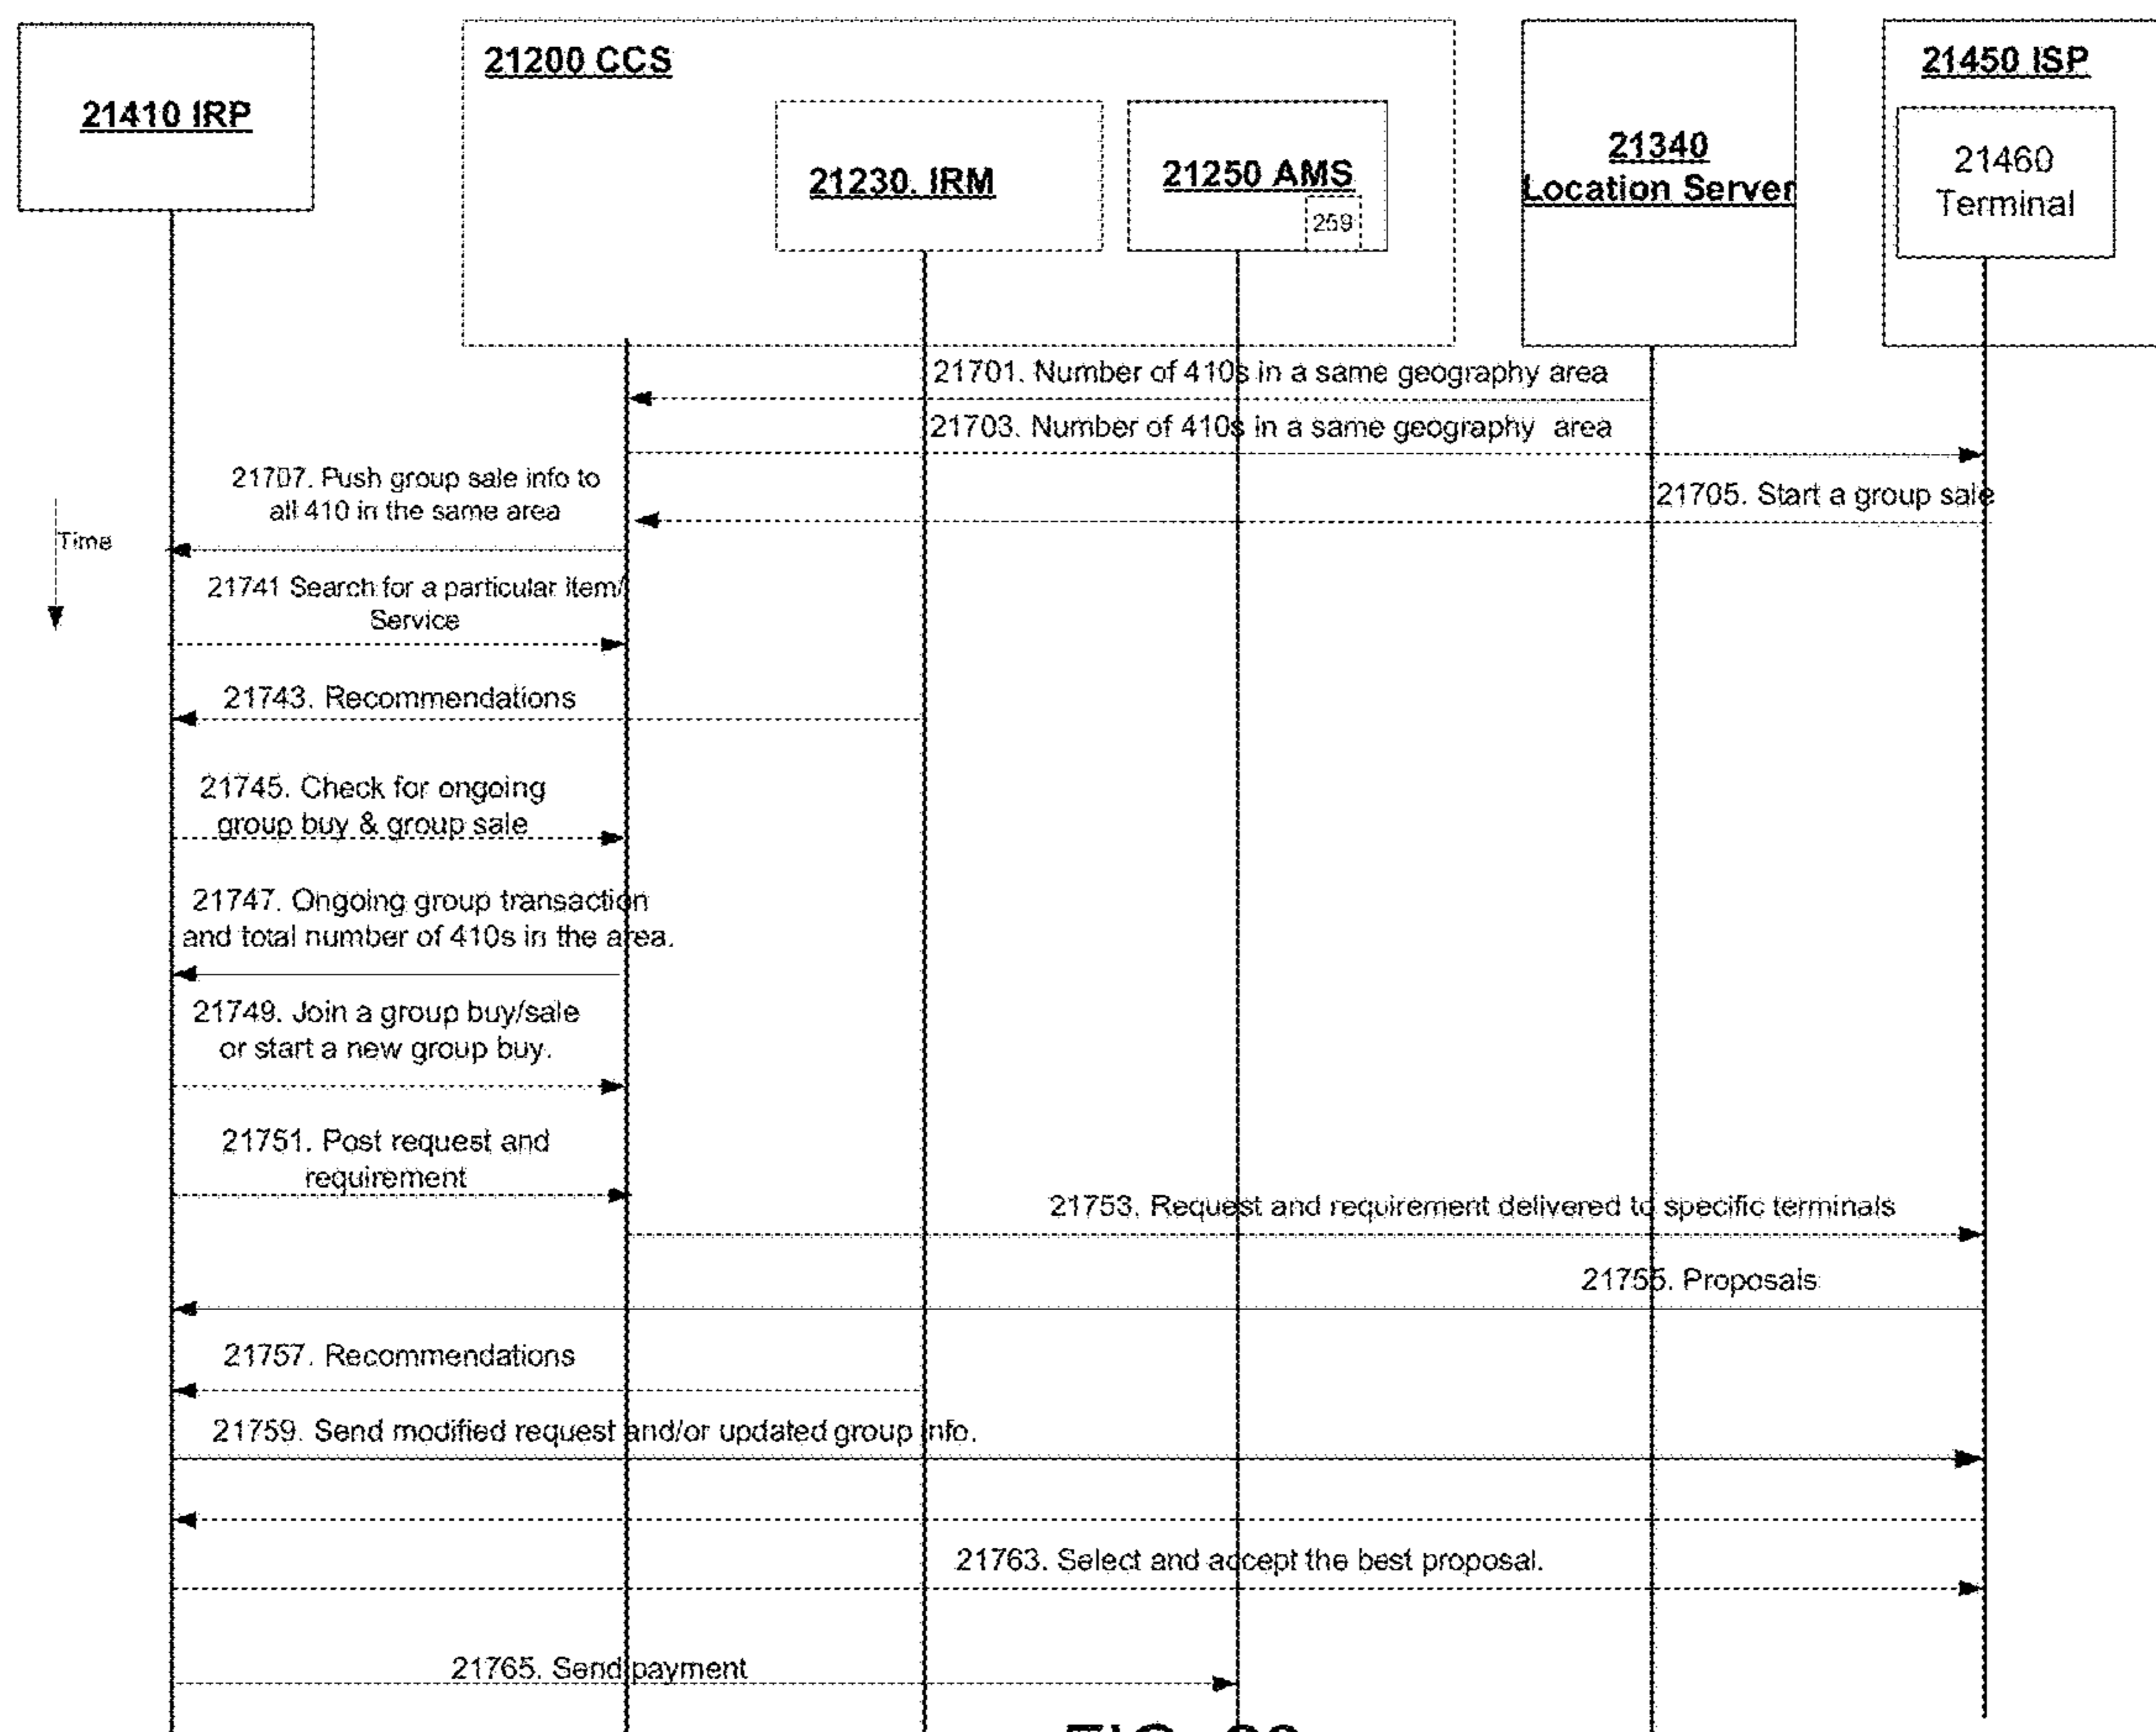 21410 IRP
21200 CCS
21230. IRM
21250 AMS
259
21340
Location Server
21450 ISP
21460
Terminal
21701. Number of 410s in a same geography area
21703. Number of 410s in a same geography area
21705. Start a group sale
21707. Push group sale info to
all 410 in the same area
Time
21741 Search for a particular item/
Service
21743. Recommendations
21745. Check for ongoing
group buy & group sale
21747. Ongoing group transaction
and total number of 410s in the area.
21749. Join a group buy/sale
or start a new group buy.
21751. Post request and
requirement
21753. Request and requirement delivered to specific terminals
21755. Proposals
21757. Recommendations
21759. Send modified request and/or updated group info.
21763. Select and accept the best proposal.
21765. Send payment